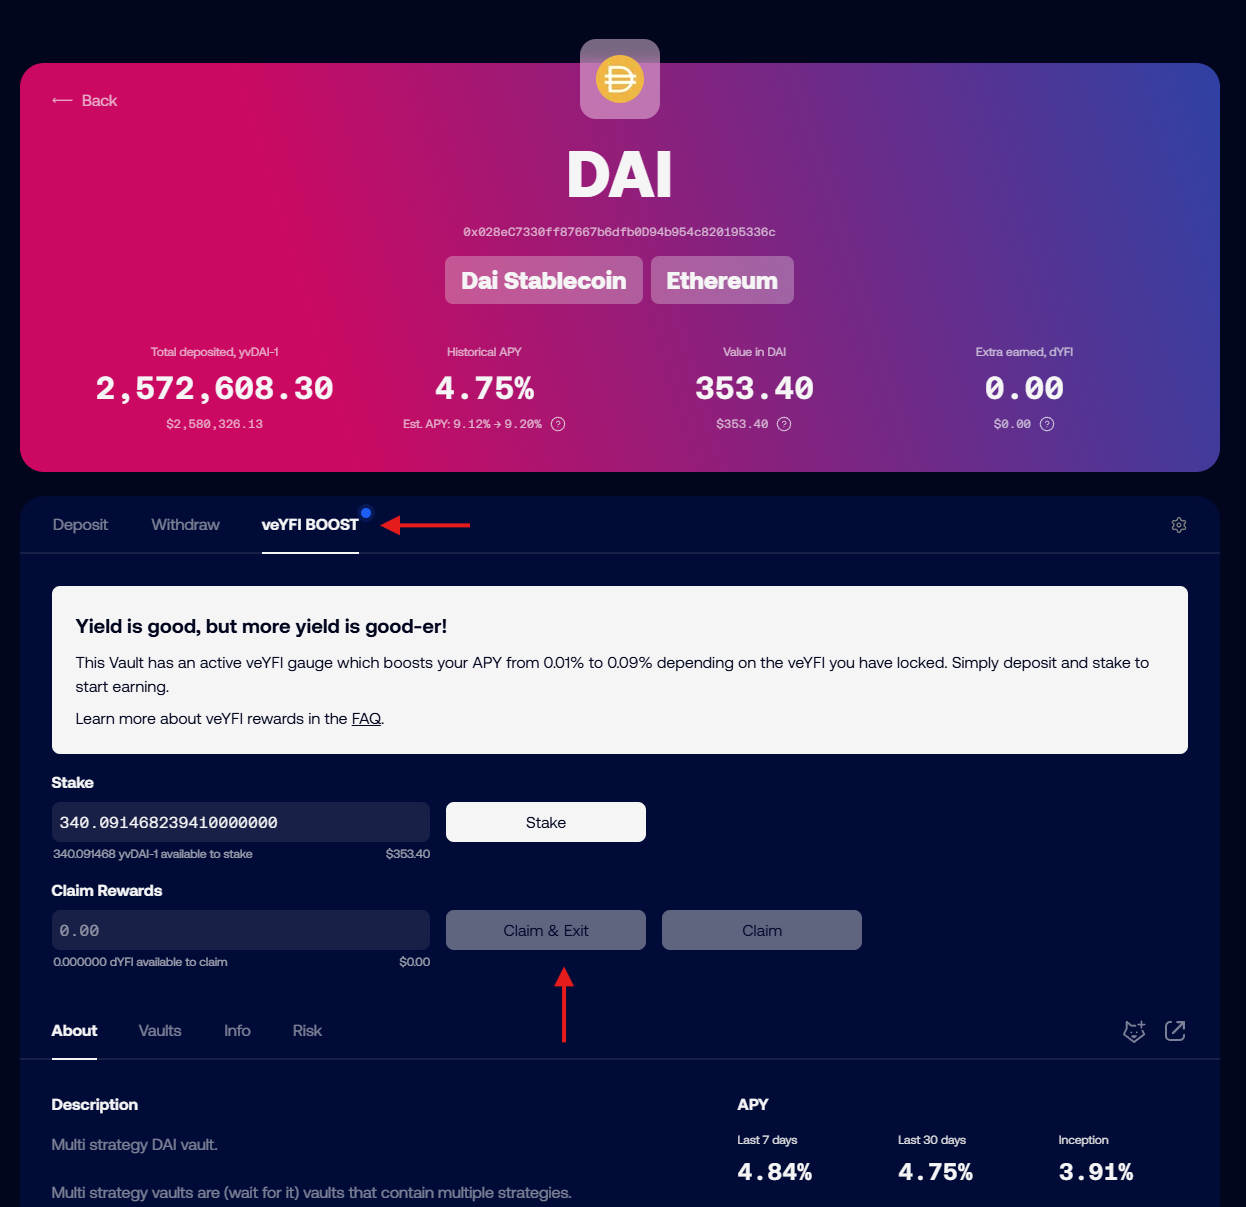 Back
DAI
0x028eC7330ff87667b6dfb0D94b954c820195336c
Dai Stablecoin Ethereum
Total deposited, yvDAI-1 Historical APY Value in DAI Extra earned, dYFI
2,572,608.30 4.75% 353.40 0.00
$2,580,326.13 Est. APY: 9.12% → 9.20% ? $353.40 ? $0.00 ?
Deposit Withdraw veYFI BOOST
Yield is good, but more yield is good-er!
This Vault has an active veYFI gauge which boosts your APY from 0.01% to 0.09% depending on the veYFI you have locked. Simply deposit and stake to
start earning.
Learn more about veYFI rewards in the FAQ.
Stake
340.091468239410000000 Stake
340.091468 yvDAI-1 available to stake $353.40
Claim Rewards
0.00 Claim & Exit Claim
0.000000 dYFI available to claim $0.00
About Vaults Info Risk
Description APY
Multi strategy DAI vault. Last 7 days Last 30 days Inception
4.84% 4.75% 3.91%
Multi strategy vaults are (wait for it) vaults that contain multiple strategies.